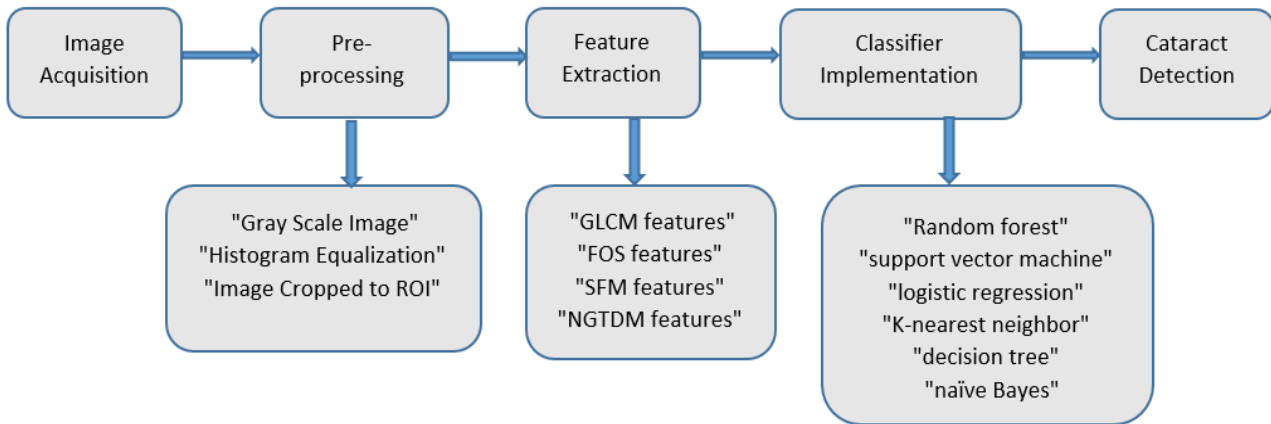 Image
Acquisition
Pre-
processing
Feature
Extraction
Classifier
Implementation
Cataract
Detection
"Gray Scale Image"
"Histogram Equalization"
"Image Cropped to ROI"
"GLCM features"
"FOS features"
"SFM features"
"NGTDM features"
"Random forest"
"support vector machine"
"logistic regression"
"K-nearest neighbor"
"decision tree"
"naïve Bayes"